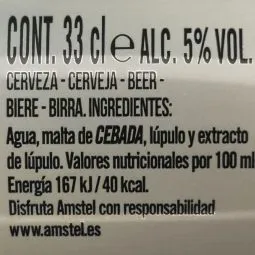 CONT. 33 cl e ALC. 5% VOL.
CERVEZA - CERVEJA - BEER -
BIERE - BIRRA. INGREDIENTES:
Agua, malta de CEBADA, lúpulo y extracto
de lúpulo. Valores nutricionales por 100 ml
Energía 167 kJ / 40 kcal.
Disfruta Amstel con responsabilidad
www.amstel.es